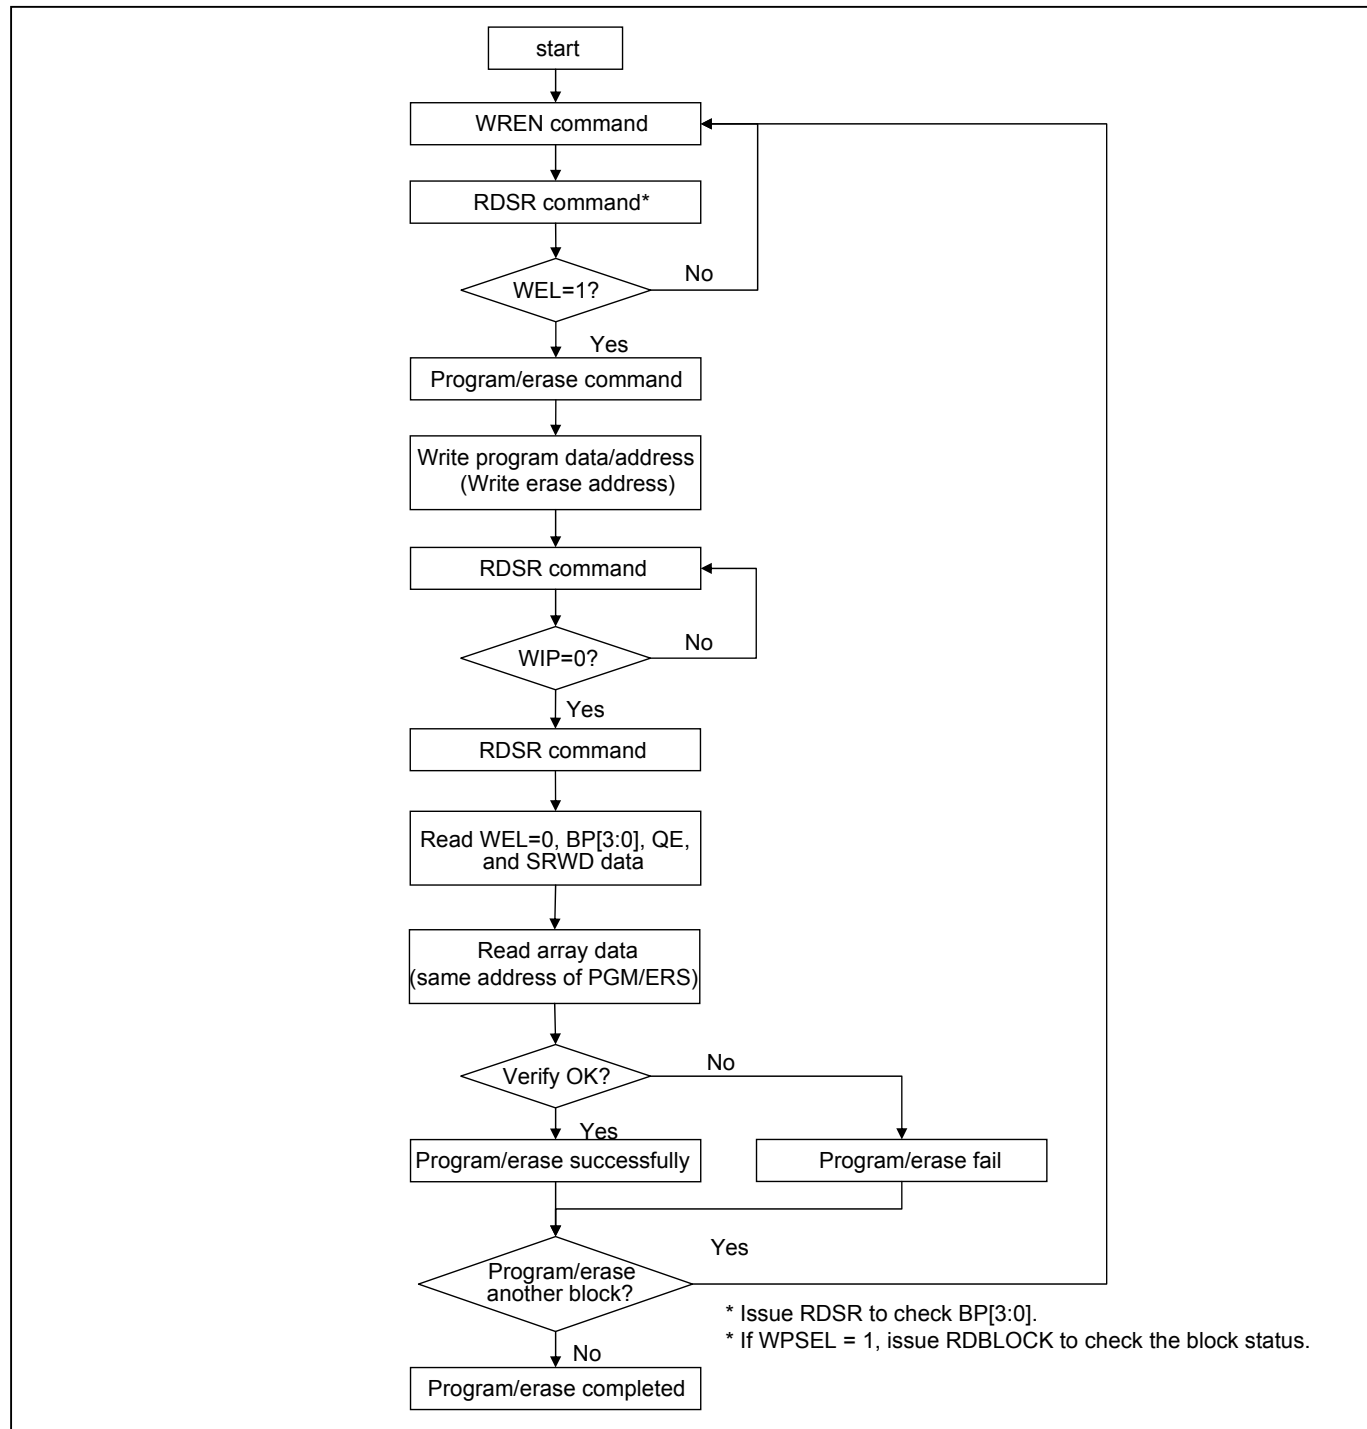 start
WREN command
RDSR command*
WEL=1?
No
Yes
Program/erase command
Write program data/address
(Write erase address)
RDSR command
WIP=0?
No
Yes
RDSR command
Read WEL=0, BP[3:0], QE,
and SRWD data
Read array data
(same address of PGM/ERS)
Verify OK?
No
Yes
Program/erase successfully
Program/erase fail
Program/erase
another block?
Yes
* Issue RDSR to check BP[3:0].
* If WPSEL = 1, issue RDBLOCK to check the block status.
No
Program/erase completed